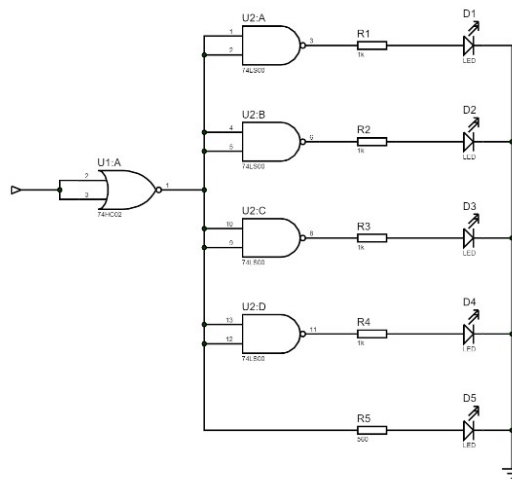 U2:A
1
2
3
74LS00
R1
1k
D1
LED
U2:B
4
5
6
74LS00
R2
1k
D2
LED
U1:A
2
3
1
74HC02
U2:C
10
9
8
74LS00
R3
1k
D3
LED
U2:D
13
12
11
74LS00
R4
1k
D4
LED
R5
500
D5
LED